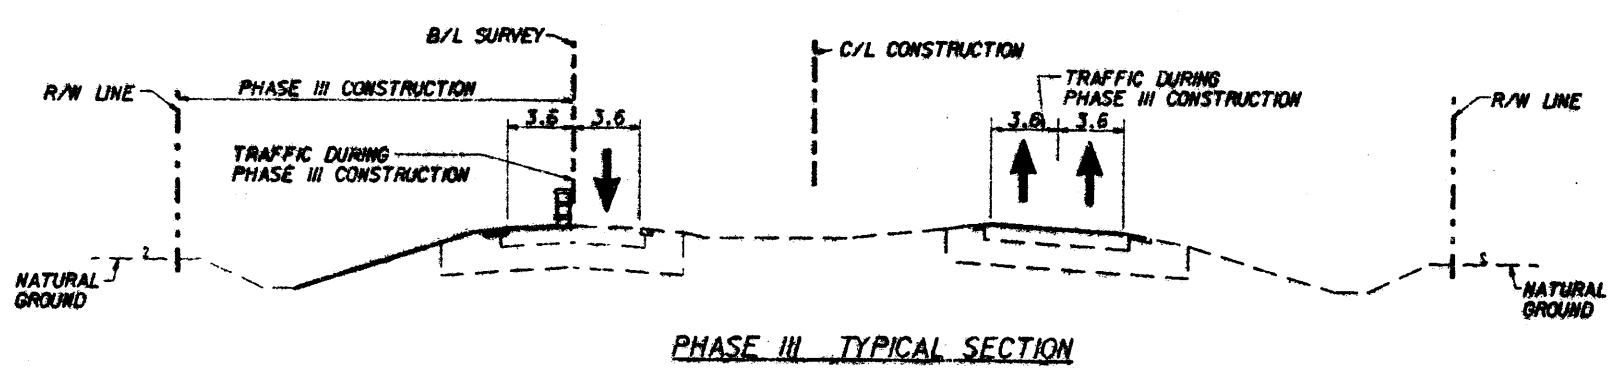 B/L SURVEY
C/L CONSTRUCTION
R/W LINE
PHASE III CONSTRUCTION
TRAFFIC DURING
PHASE III CONSTRUCTION
R/W LINE
3.6
3.6
3.6
3.6
TRAFFIC DURING
PHASE III CONSTRUCTION
NATURAL
GROUND
NATURAL
GROUND
PHASE III TYPICAL SECTION